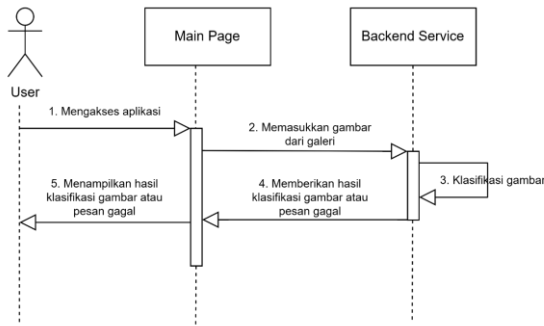 Main Page
Backend Service
User
1. Mengakses aplikasi
2. Memasukkan gambar
dari galeri
3. Klasifikasi gambar
5. Menampilkan hasil
klasifikasi gambar atau
pesan gagal
4. Memberikan hasil
klasifikasi gambar atau
pesan gagal